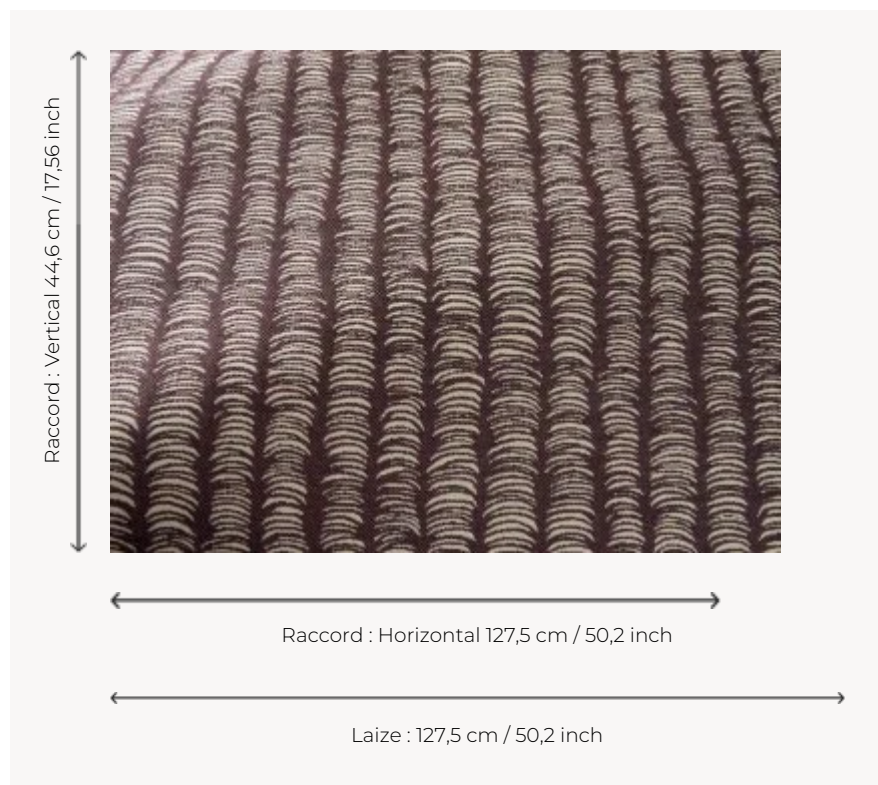 Raccord : Vertical 44,6 cm / 17,56 inch
Raccord : Horizontal 127,5 cm / 50,2 inch
Laize : 127,5 cm / 50,2 inch